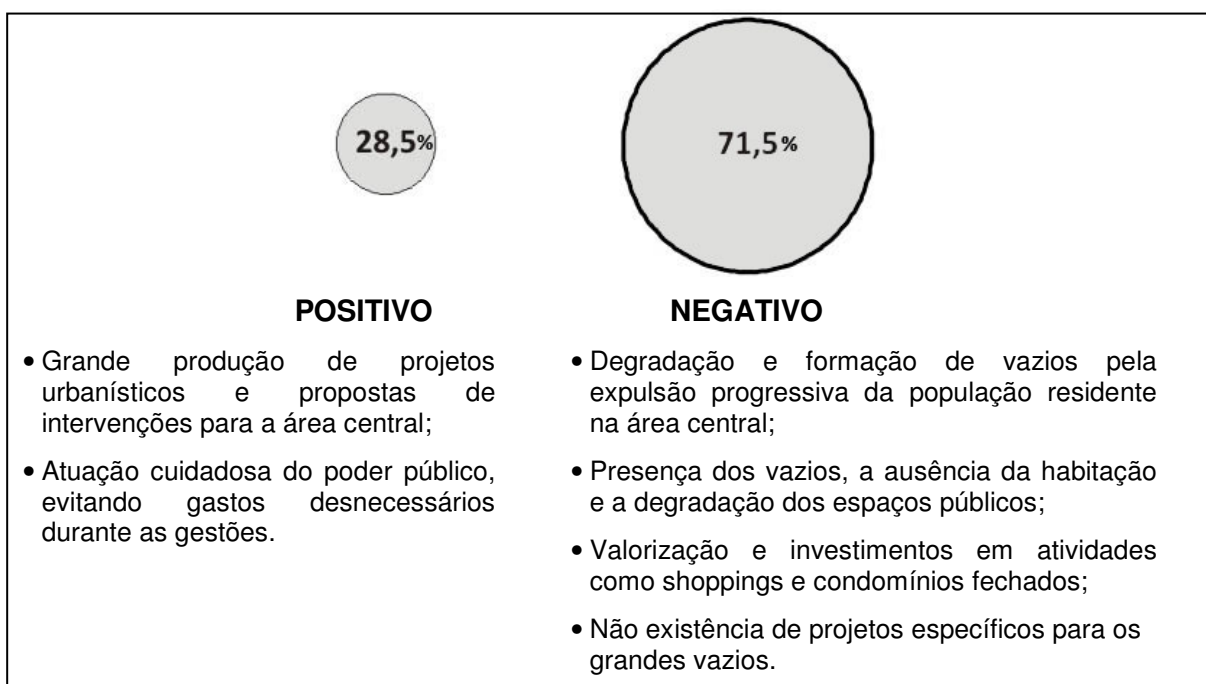 28,5%
71,5%
POSITIVO
• Grande produção de projetos
urbanísticos e propostas de
intervenções para a área central;
• Atuação cuidadosa do poder público,
evitando gastos desnecessários
durante as gestões.
NEGATIVO
• Degradação e formação de vazios pela
expulsão progressiva da população residente
na área central;
• Presença dos vazios, a ausência da habitação
e a degradação dos espaços públicos;
• Valorização e investimentos em atividades
como shoppings e condomínios fechados;
• Não existência de projetos específicos para os
grandes vazios.